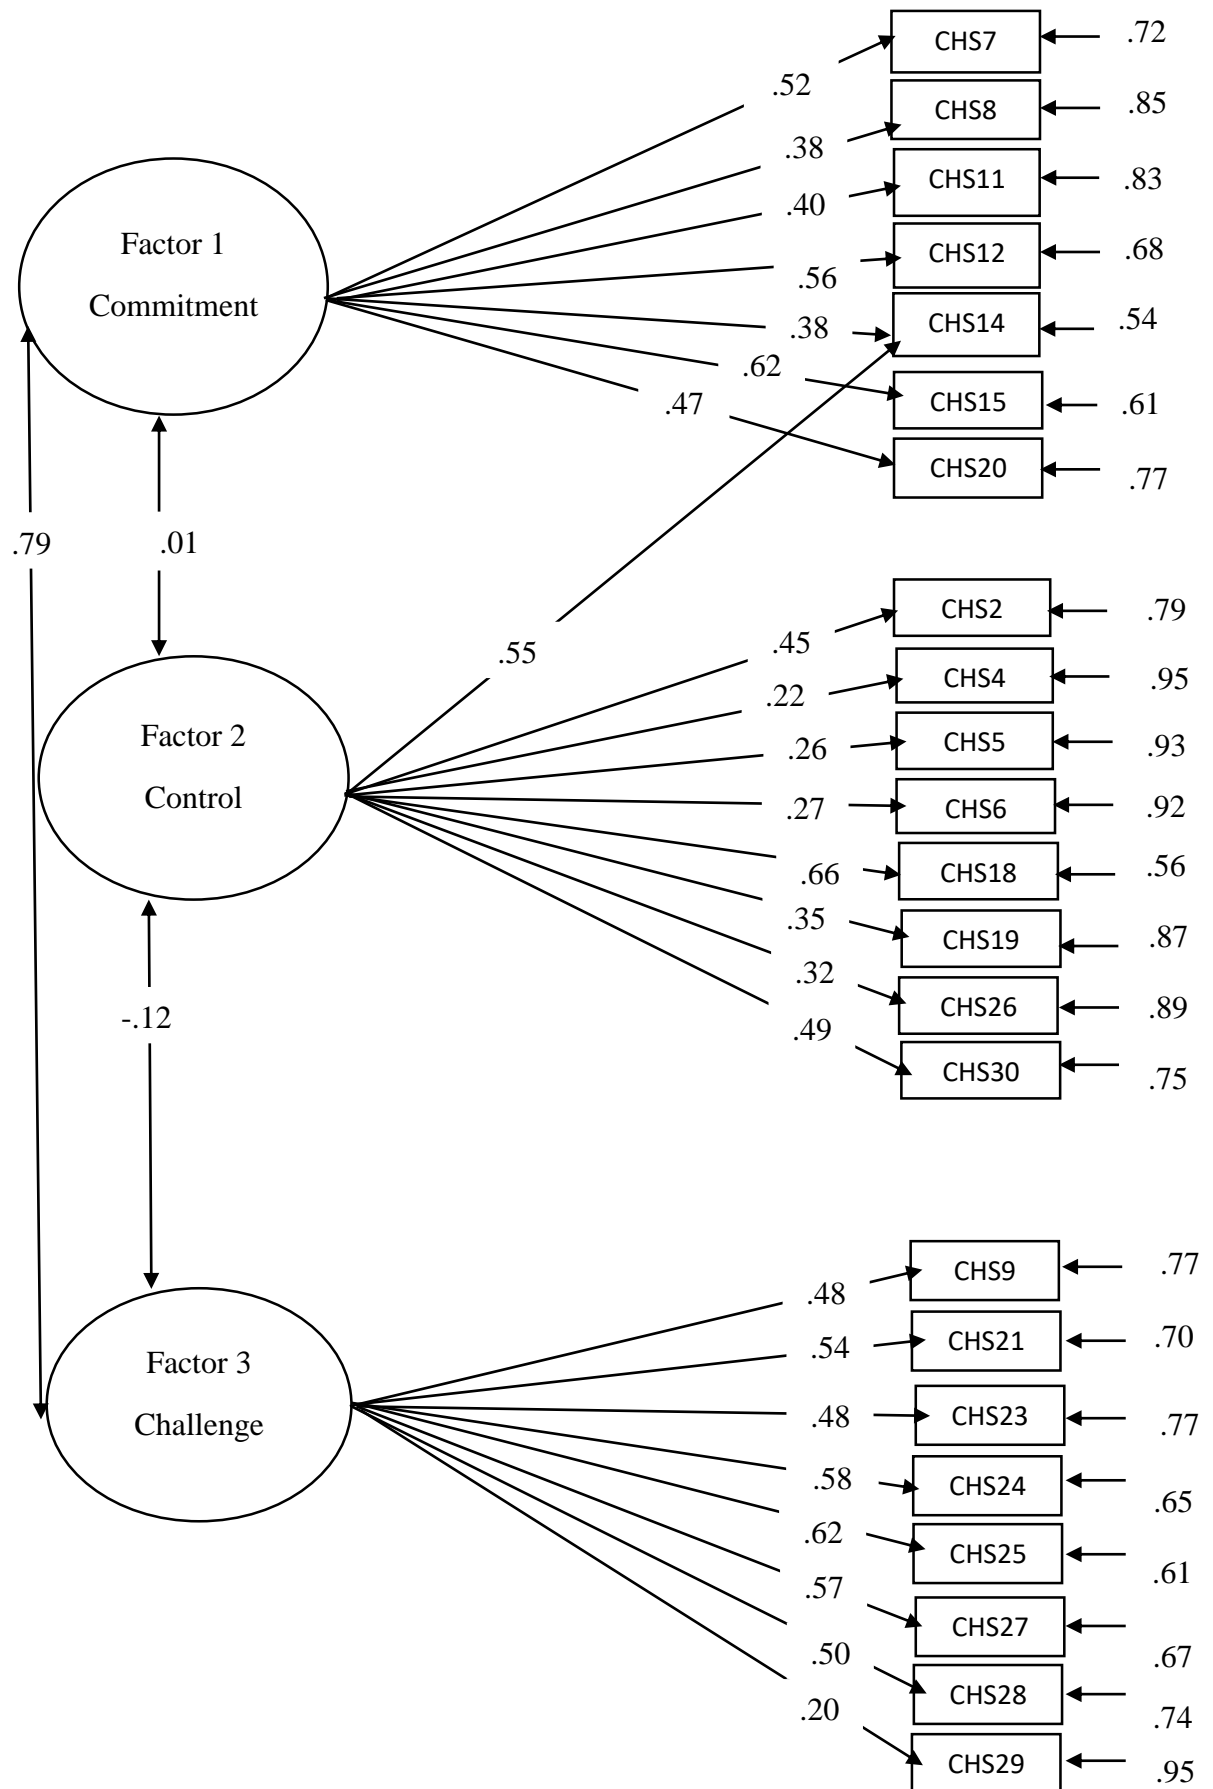 CHS7
.72
.52
CHS8
.85
.38
CHS11
.83
.40
Factor 1
Commitment
CHS12
.68
.56
CHS14
.54
.38
CHS15
.61
.62
CHS20
.77
.47
.79
.01
CHS2
.79
.45
.55
CHS4
.95
.22
Factor 2
Control
CHS5
.93
.26
CHS6
.92
.27
CHS18
.56
.66
CHS19
.87
.35
CHS26
.89
.32
-.12
CHS30
.75
.49
CHS9
.77
.48
CHS21
.70
.54
Factor 3
Challenge
CHS23
.77
.48
CHS24
.65
.58
CHS25
.61
.62
CHS27
.67
.57
CHS28
.74
.50
CHS29
.95
.20